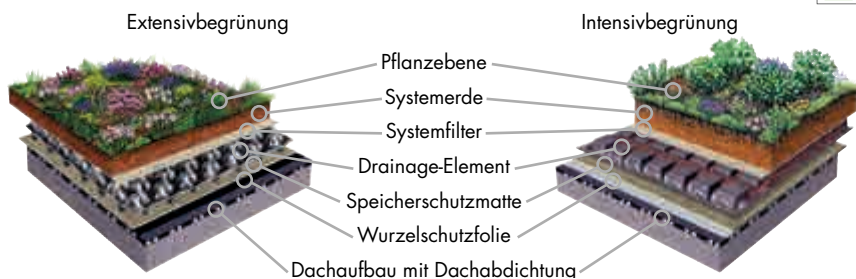 Extensivbegrünung
Intensivbegrünung
Pflanzebene
Systemerde
Systemfilter
Drainage-Element
Speicherschutzmatte
Wurzelschutzfolie
Dachaufbau mit Dachabdichtung